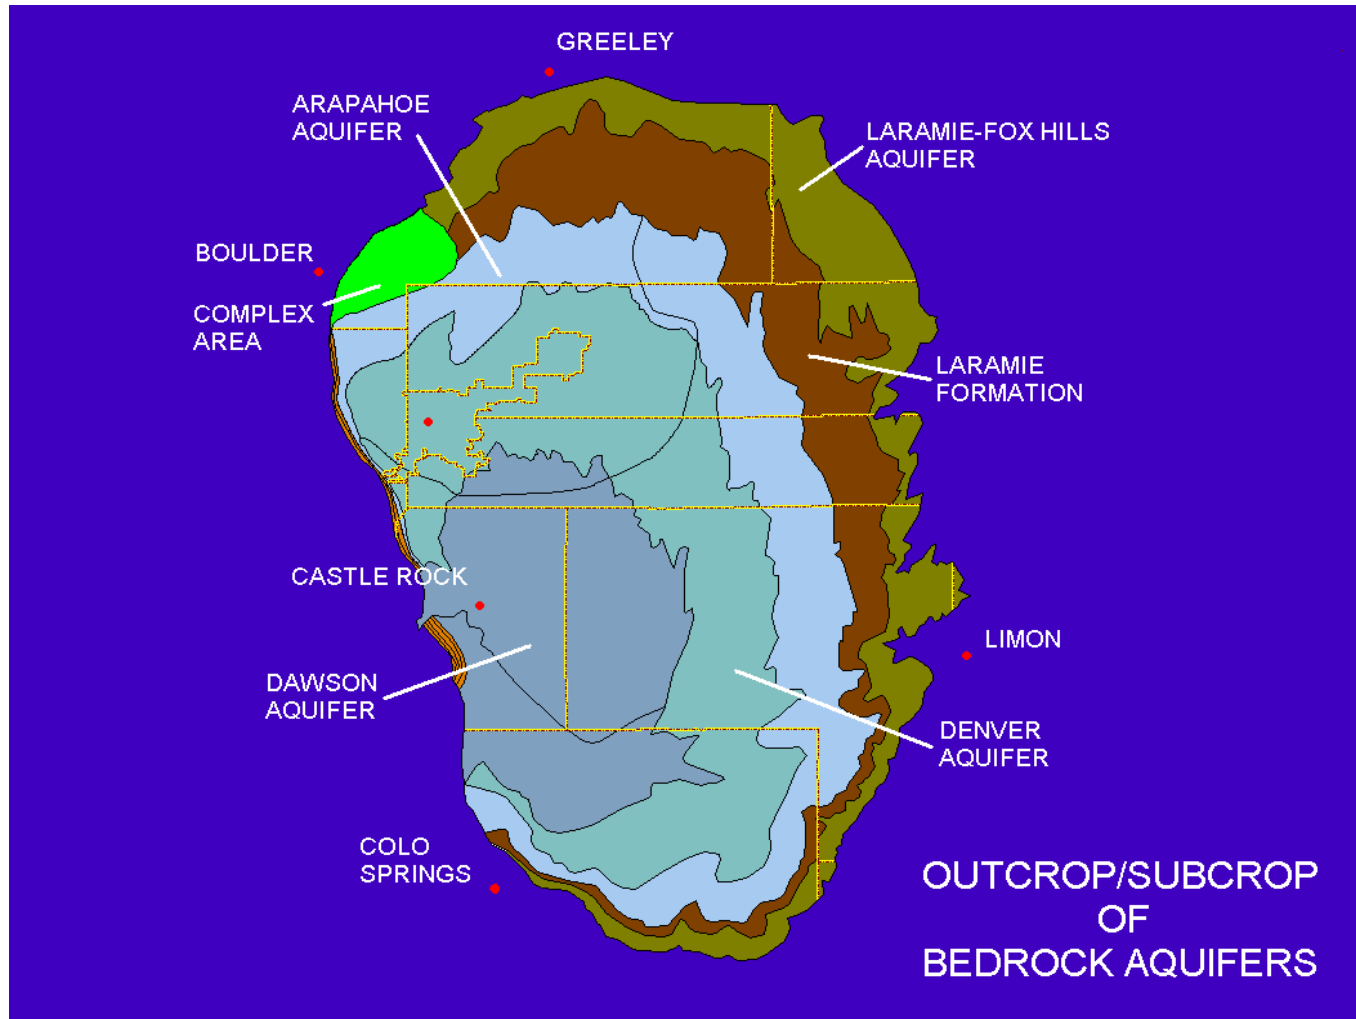 GREELEY
ARAPAHOE
AQUIFER
LARAMIE-FOX HILLS
AQUIFER
BOULDER
COMPLEX
AREA
LARAMIE
FORMATION
CASTLE ROCK
LIMON
DAWSON
AQUIFER
DENVER
AQUIFER
COLO
SPRINGS
OUTCROP/SUBCROP
OF
BEDROCK AQUIFERS